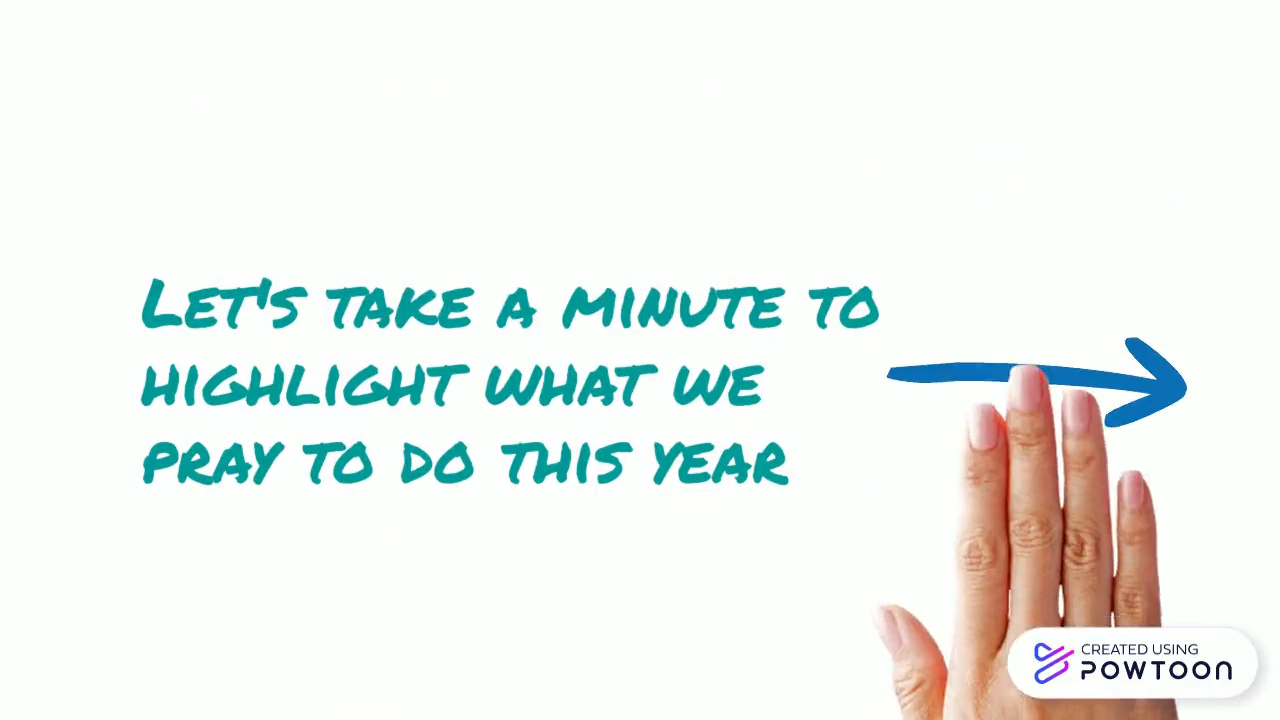 Let's take a minute to
highlight what we
pray to do this year
CREATED USING
POWTOON